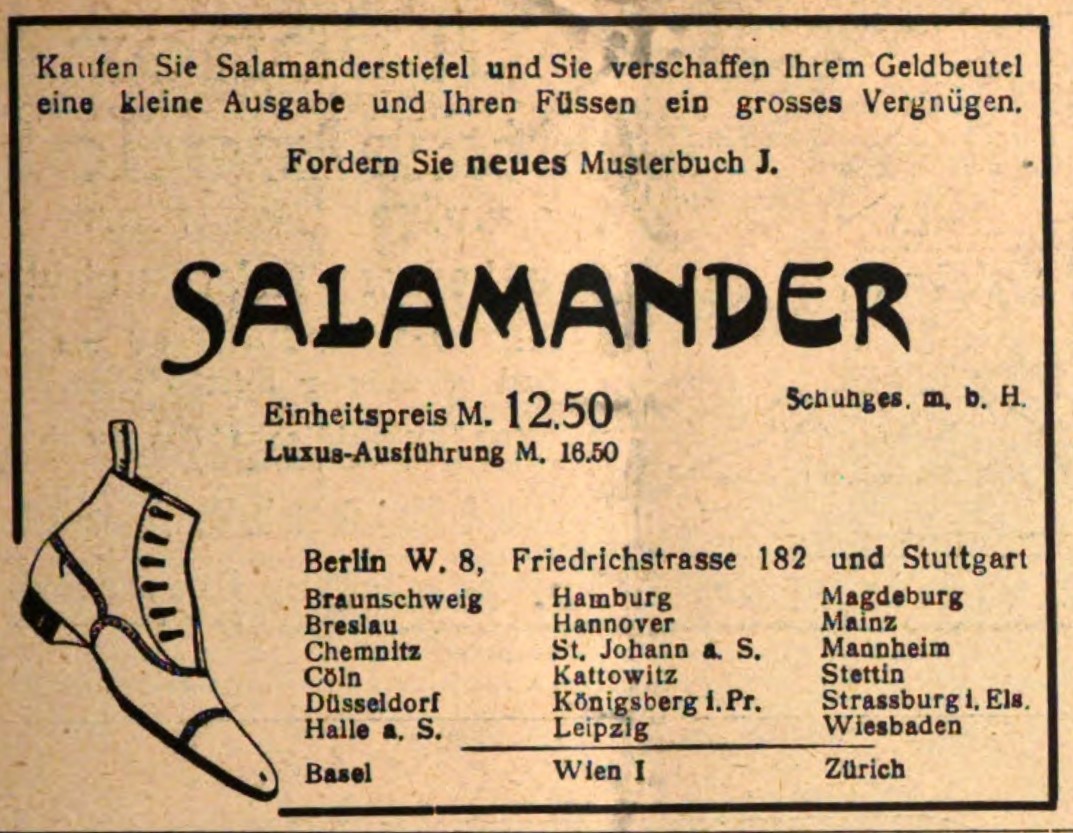 Kaufen Sie Salamanderstiefel und Sie verschaffen Ihrem Geldbeutel
eine kleine Ausgabe und Ihren Füssen ein grosses Vergnügen.
Fordern Sie neues Musterbuch J.
SALAMANDER
Schuhges. m. b. H.
Einheitspreis M. 12.50
Luxus-Ausführung M. 16.50
Berlin W. 8, Friedrichstrasse 182 und Stuttgart
Braunschweig Hamburg Magdeburg
Breslau Hannover Mainz
Chemnitz St. Johann a. S. Mannheim
Cöln Kattowitz Stettin
Düsseldorf Königsberg i. Pr. Strassburg i. Els.
Halle a. S. Leipzig Wiesbaden
Basel Wien I Zürich